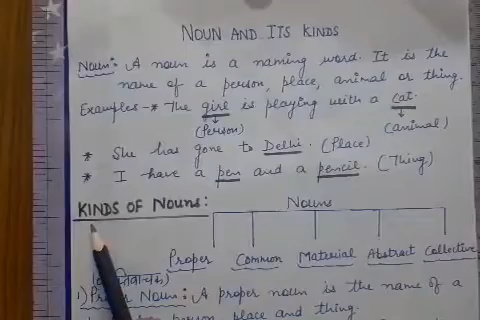 NOUN AND ITS KINDS
Noun:- A noun is a naming word. It is the
name of a person, place, animal or thing.
Examples -* The girl is playing with a cat.
(Person) (animal)
* She has gone to Delhi. (Place)
* I have a pen and a pencil. (Thing)
KINDS OF NOUNS: Nouns
Proper Common Material Abstract Collective
1) Proper Noun: A proper noun is the name of a
person, place and thing.